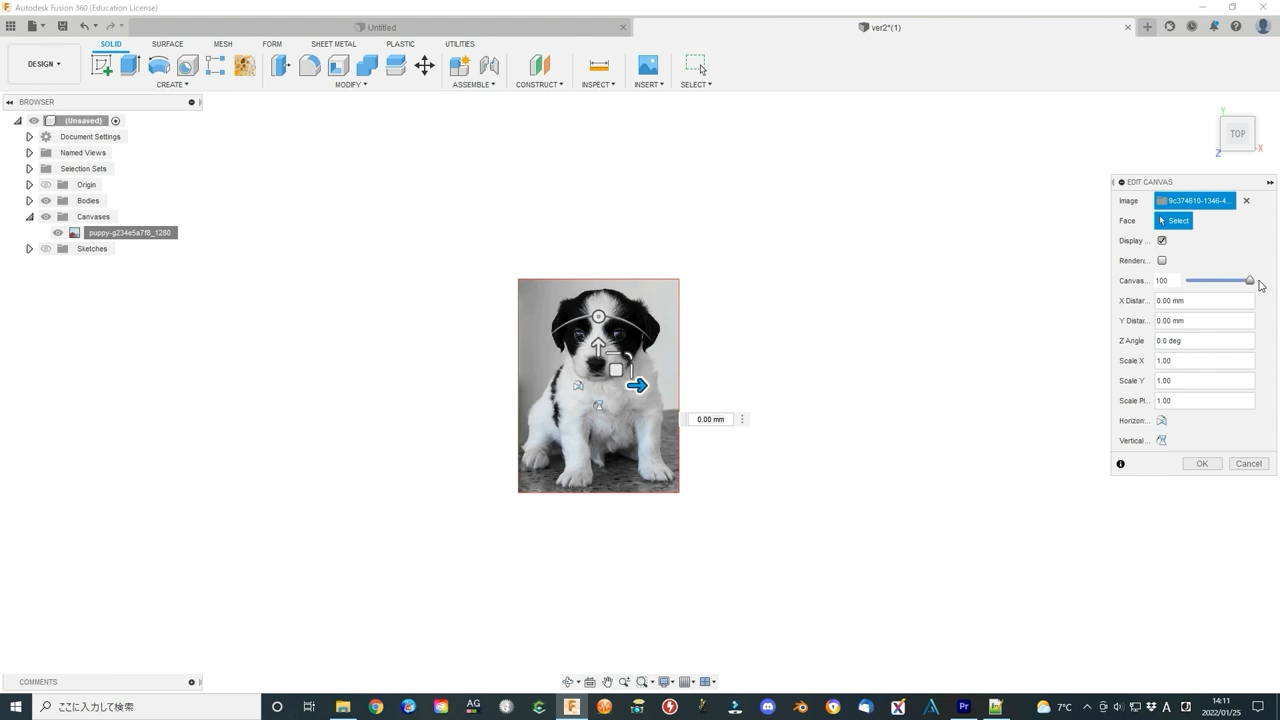 Autodesk Fusion 360 (Education License)
Untitled
ver2*(1)
SOLID SURFACE MESH FORM SHEET METAL PLASTIC UTILITIES
DESIGN
CREATE MODIFY ASSEMBLE CONSTRUCT INSPECT INSERT SELECT
BROWSER
(Unsaved)
Document Settings
Named Views
Selection Sets
Origin
Bodies
Canvases
puppy-g234e5a7f8_1280
Sketches
Y
TOP
Z
X
EDIT CANVAS
Image 9c374610-1346-4...
Face Select
Display ...
Renderi...
Canvas... 100
X Distan... 0.00 mm
Y Distan... 0.00 mm
Z Angle 0.0 deg
Scale X 1.00
Scale Y 1.00
Scale Pl... 1.00
Horizon...
Vertical ...
OK Cancel
0.00 mm
COMMENTS
ここに入力して検索
AG
F
Pr
7°C
A
14:11
2022/01/25